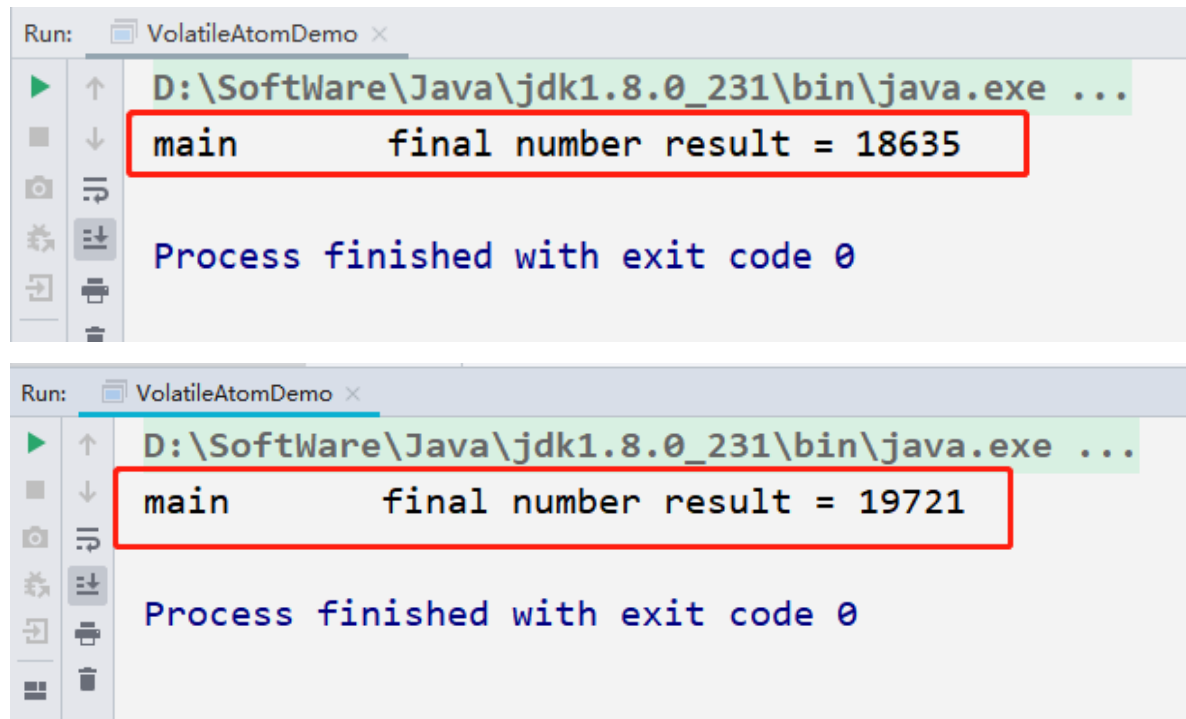 Run: VolatileAtomDemo ×
D:\SoftWare\Java\jdk1.8.0_231\bin\java.exe ...
main final number result = 18635
Process finished with exit code 0
Run: VolatileAtomDemo ×
D:\SoftWare\Java\jdk1.8.0_231\bin\java.exe ...
main final number result = 19721
Process finished with exit code 0